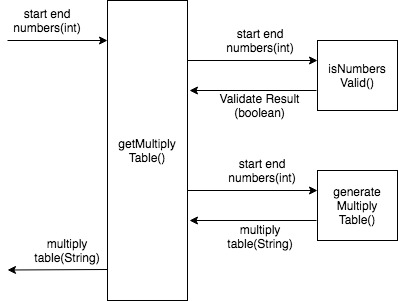 start end
numbers(int)
start end
numbers(int)
isNumbers
Valid()
Validate Result
(boolean)
getMultiply
Table()
start end
numbers(int)
generate
Multiply
Table()
multiply
table(String)
multiply
table(String)